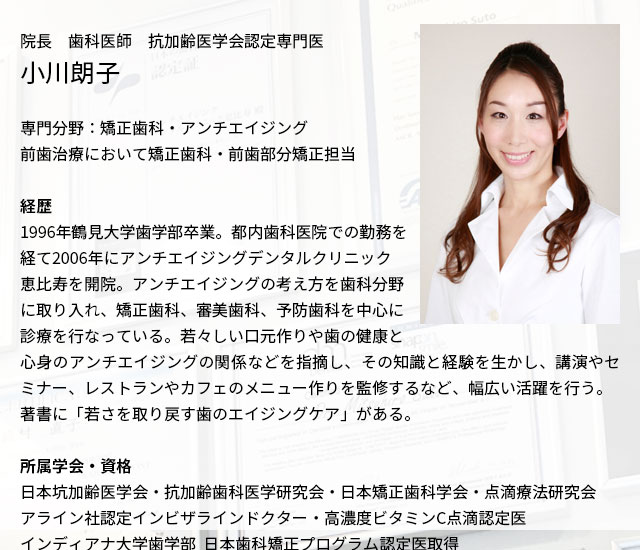 院長　歯科医師　抗加齢医学会認定専門医
小川朗子
専門分野：矯正歯科・アンチエイジング
前歯治療において矯正歯科・前歯部分矯正担当
経歴
1996年鶴見大学歯学部卒業。都内歯科医院での勤務を
経て2006年にアンチエイジングデンタルクリニック
恵比寿を開院。アンチエイジングの考え方を歯科分野
に取り入れ、矯正歯科、審美歯科、予防歯科を中心に
診療を行なっている。若々しい口元作りや歯の健康と
心身のアンチエイジングの関係などを指摘し、その知識と経験を生かし、講演やセ
ミナー、レストランやカフェのメニュー作りを監修するなど、幅広い活躍を行う。
著書に「若さを取り戻す歯のエイジングケア」がある。
所属学会・資格
日本坑加齢医学会・抗加齢歯科医学研究会・日本矯正歯科学会・点滴療法研究会
アライン社認定インビザラインドクター・高濃度ビタミンC点滴認定医
インディアナ大学歯学部 日本歯科矯正プログラム認定医取得